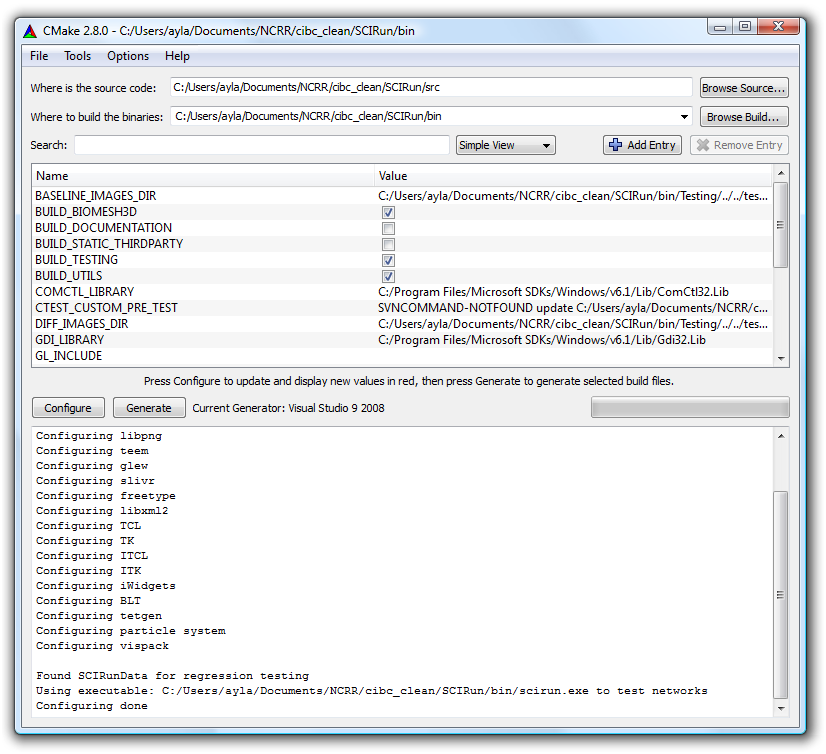 CMake 2.8.0 - C:/Users/ayla/Documents/NCRR/cibc_clean/SCIRun/bin
File Tools Options Help
Where is the source code: C:/Users/ayla/Documents/NCRR/cibc_clean/SCIRun/src Browse Source...
Where to build the binaries: C:/Users/ayla/Documents/NCRR/cibc_clean/SCIRun/bin Browse Build...
Search: Simple View Add Entry Remove Entry
Name Value
BASELINE_IMAGES_DIR C:/Users/ayla/Documents/NCRR/cibc_clean/SCIRun/bin/Testing/../../tes...
BUILD_BIOMESH3D
BUILD_DOCUMENTATION
BUILD_STATIC_THIRDPARTY
BUILD_TESTING
BUILD_UTILS
COMCTL_LIBRARY C:/Program Files/Microsoft SDKs/Windows/v6.1/Lib/ComCtl32.Lib
CTEST_CUSTOM_PRE_TEST SVNCOMMAND-NOTFOUND update C:/Users/ayla/Documents/NCRR/c...
DIFF_IMAGES_DIR C:/Users/ayla/Documents/NCRR/cibc_clean/SCIRun/bin/Testing/../../tes...
GDI_LIBRARY C:/Program Files/Microsoft SDKs/Windows/v6.1/Lib/Gdi32.Lib
GL_INCLUDE
Press Configure to update and display new values in red, then press Generate to generate selected build files.
Configure Generate Current Generator: Visual Studio 9 2008
Configuring libpng
Configuring teem
Configuring glew
Configuring slivr
Configuring freetype
Configuring libxml2
Configuring TCL
Configuring TK
Configuring ITCL
Configuring ITK
Configuring iWidgets
Configuring BLT
Configuring tetgen
Configuring particle system
Configuring vispack
Found SCIRunData for regression testing
Using executable: C:/Users/ayla/Documents/NCRR/cibc_clean/SCIRun/bin/scirun.exe to test networks
Configuring done